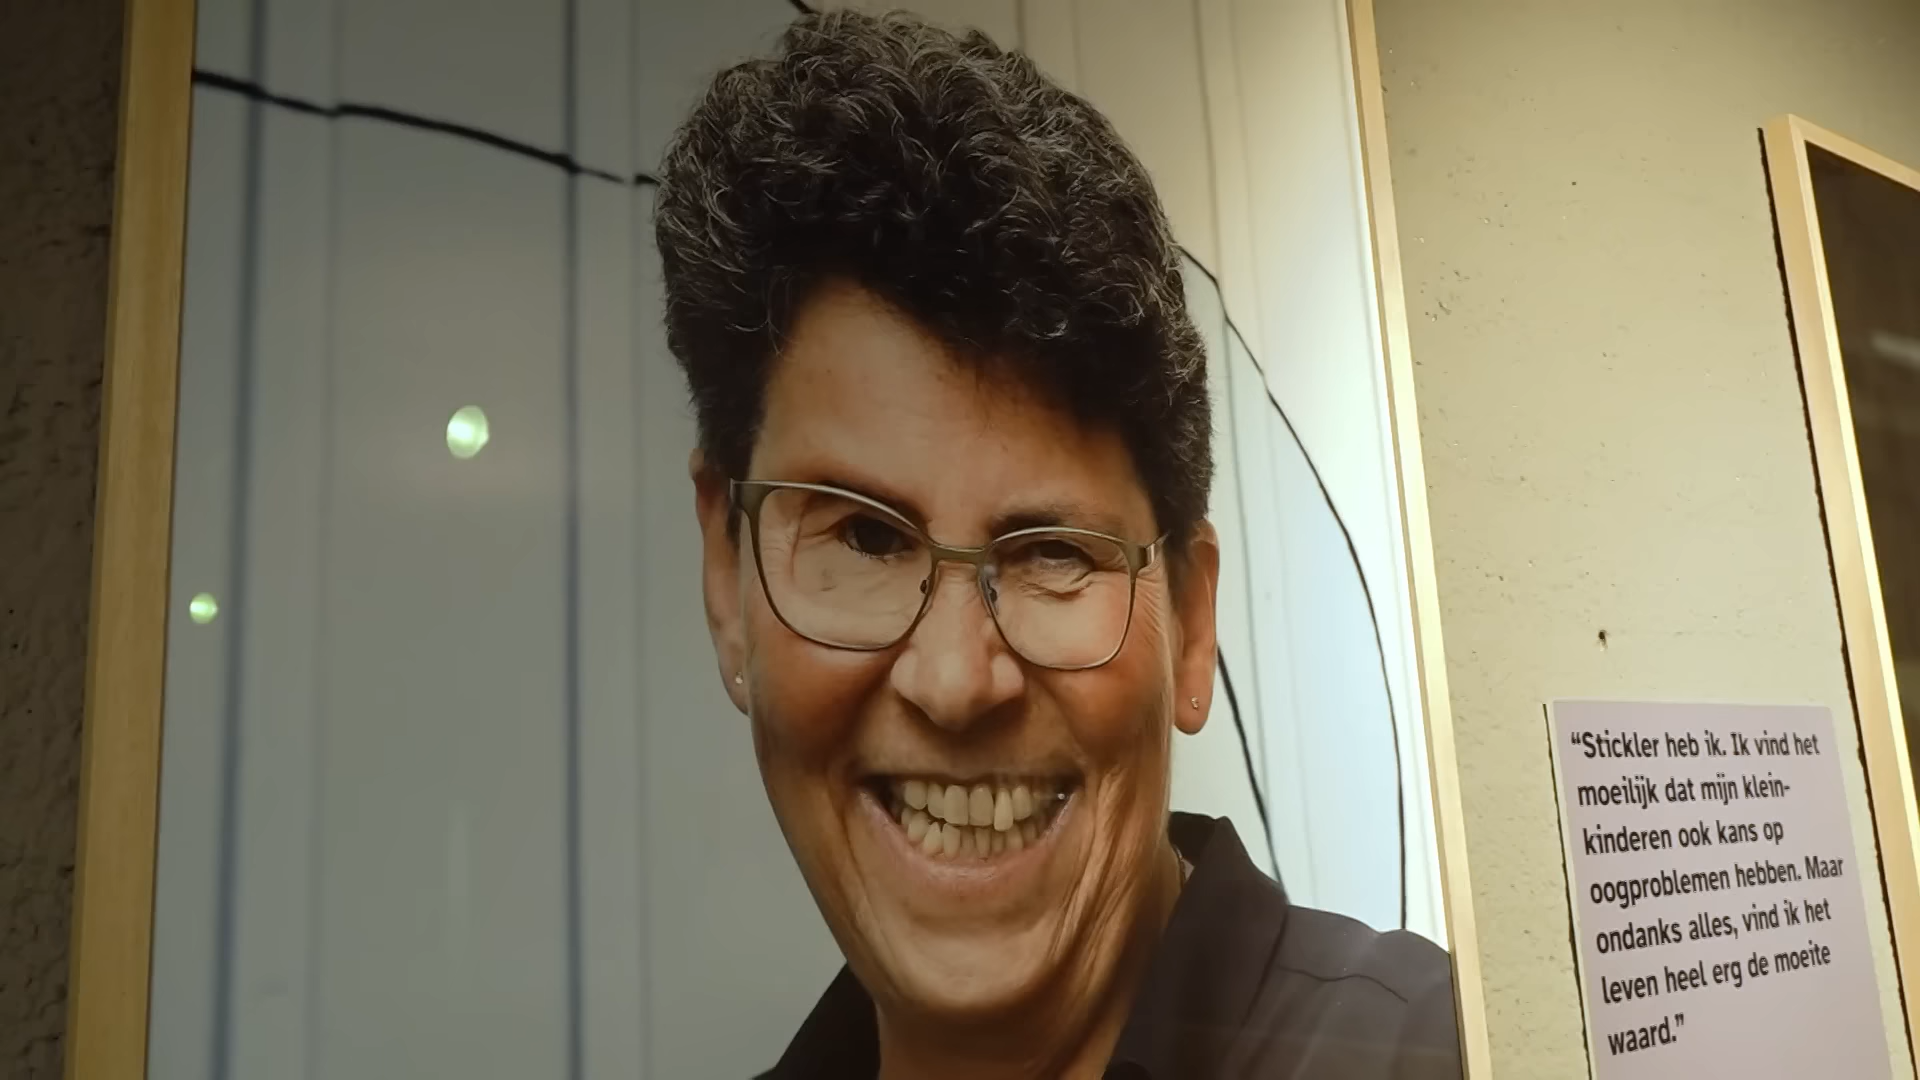 “Stickler heb ik. Ik vind het
moeilijk dat mijn klein-
kinderen ook kans op
oogproblemen hebben. Maar
ondanks alles, vind ik het
leven heel erg de moeite
waard.”